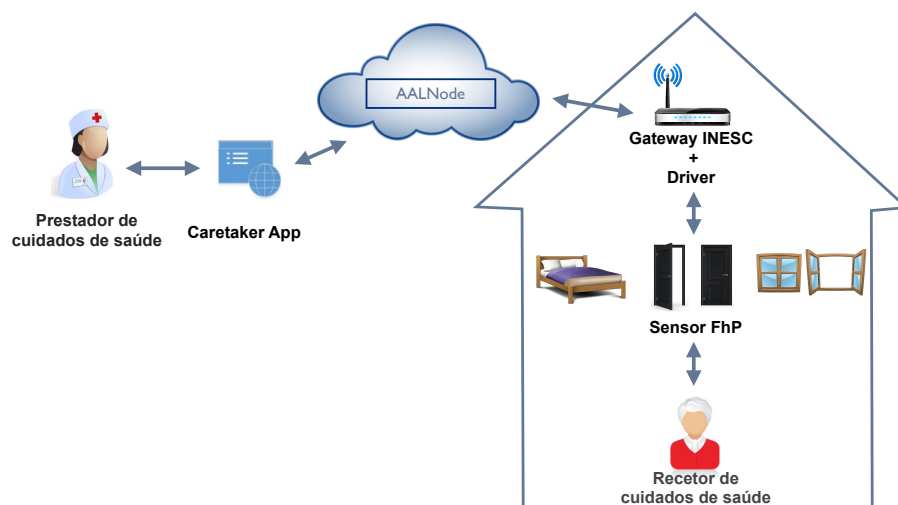 AALNode
Gateway INESC
+
Driver
Prestador de
cuidados de saúde
Caretaker App
Sensor FhP
Recetor de
cuidados de saúde